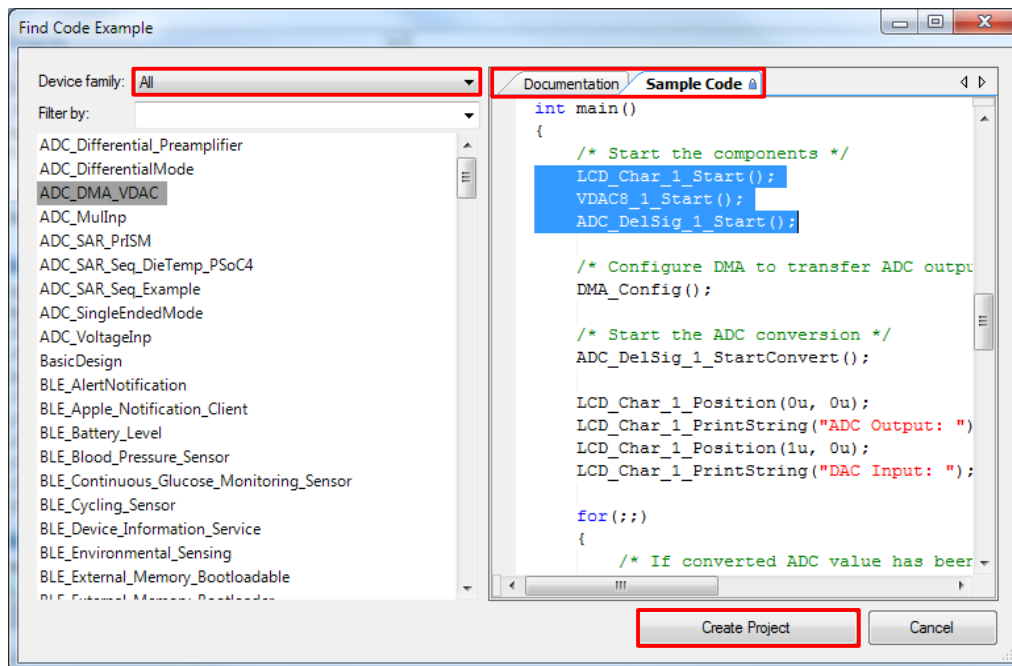 Find Code Example
Device family: All
Filter by:
ADC_Differential_Preamplifier
ADC_DifferentialMode
ADC_DMA_VDAC
ADC_MulInp
ADC_SAR_PrISM
ADC_SAR_Seq_DieTemp_PSoC4
ADC_SAR_Seq_Example
ADC_SingleEndedMode
ADC_VoltageInp
BasicDesign
BLE_AlertNotification
BLE_Apple_Notification_Client
BLE_Battery_Level
BLE_Blood_Pressure_Sensor
BLE_Continuous_Glucose_Monitoring_Sensor
BLE_Cycling_Sensor
BLE_Device_Information_Service
BLE_Environmental_Sensing
BLE_External_Memory_Bootloadable
BLE_External_Memory_Bootloader
Documentation Sample Code
int main()
{
/* Start the components */
LCD_Char_1_Start();
VDAC8_1_Start();
ADC_DelSig_1_Start();
/* Configure DMA to transfer ADC outpu
DMA_Config();
/* Start the ADC conversion */
ADC_DelSig_1_StartConvert();
LCD_Char_1_Position(0u, 0u);
LCD_Char_1_PrintString("ADC Output: ")
LCD_Char_1_Position(1u, 0u);
LCD_Char_1_PrintString("DAC Input: ");
for(;;)
{
/* If converted ADC value has been
Create Project
Cancel